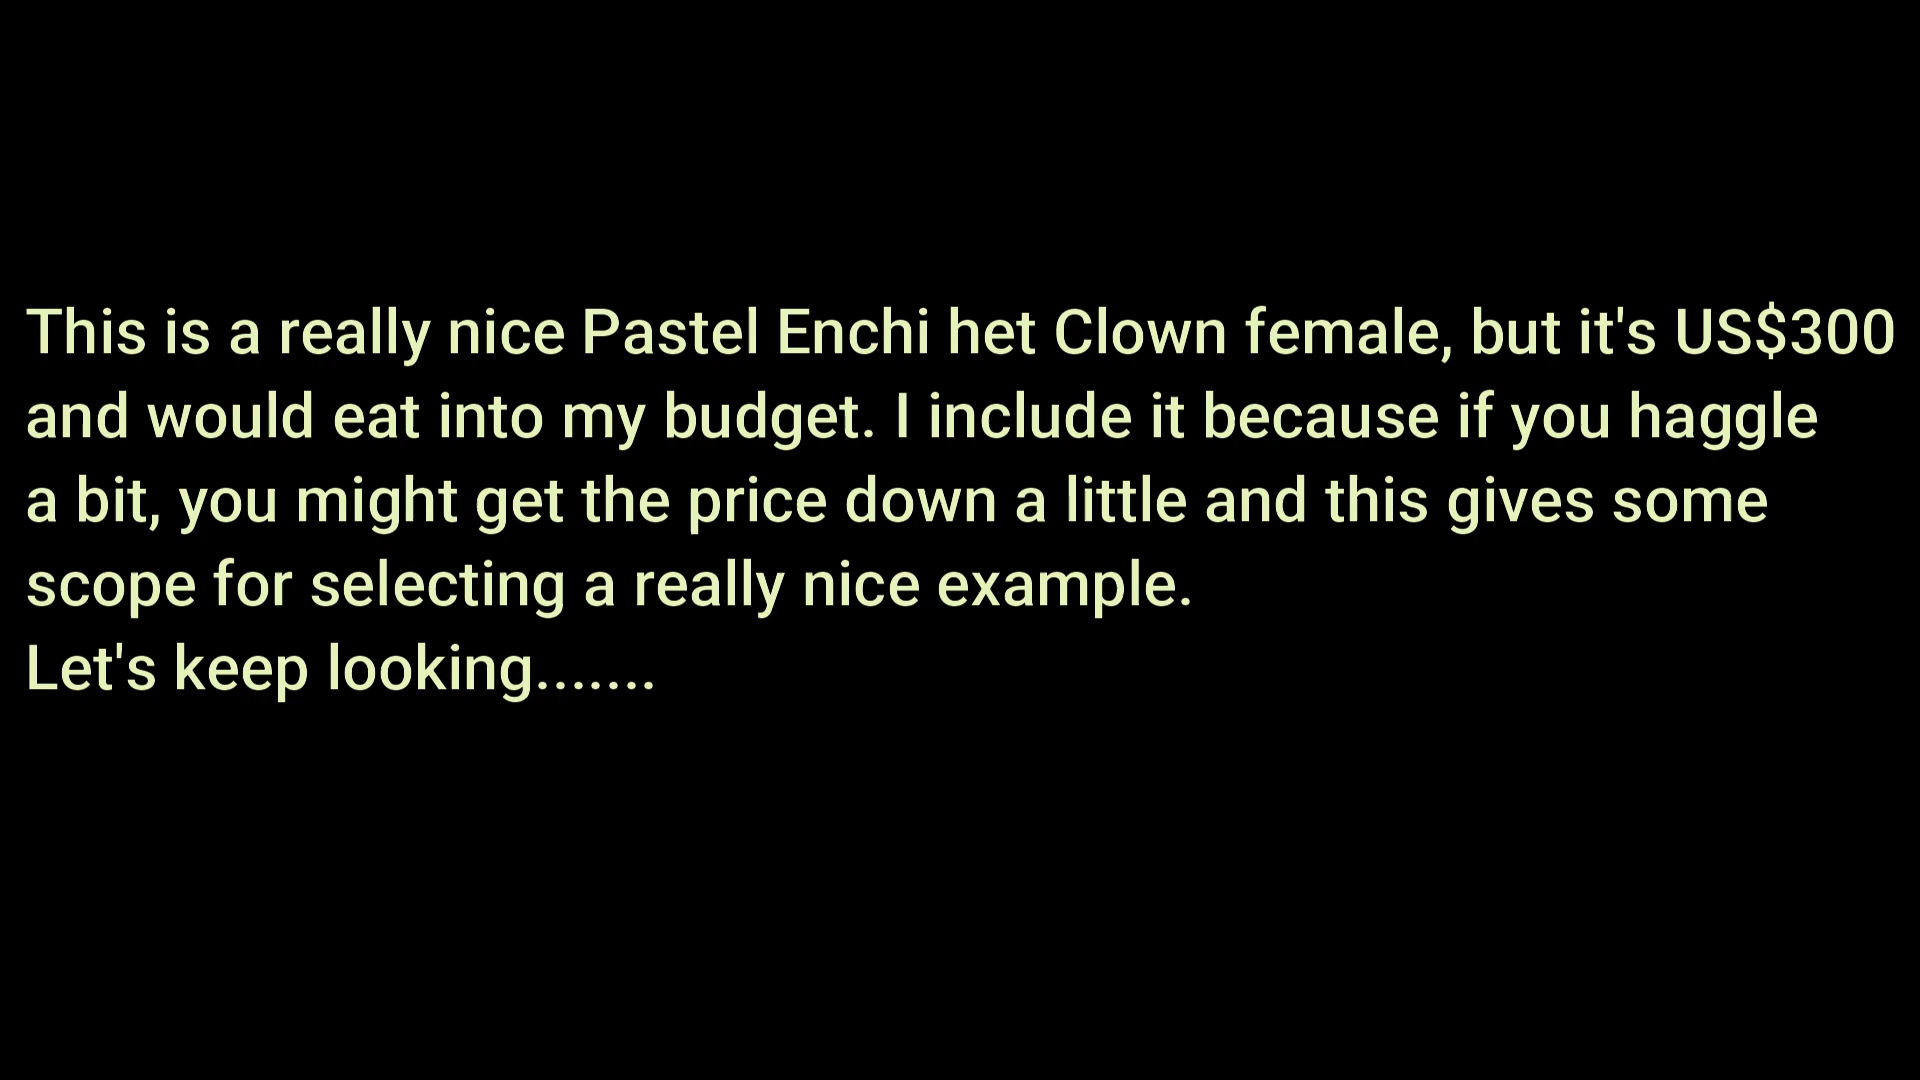 This is a really nice Pastel Enchi het Clown female, but it's US$300
and would eat into my budget. I include it because if you haggle
a bit, you might get the price down a little and this gives some
scope for selecting a really nice example.
Let's keep looking.......